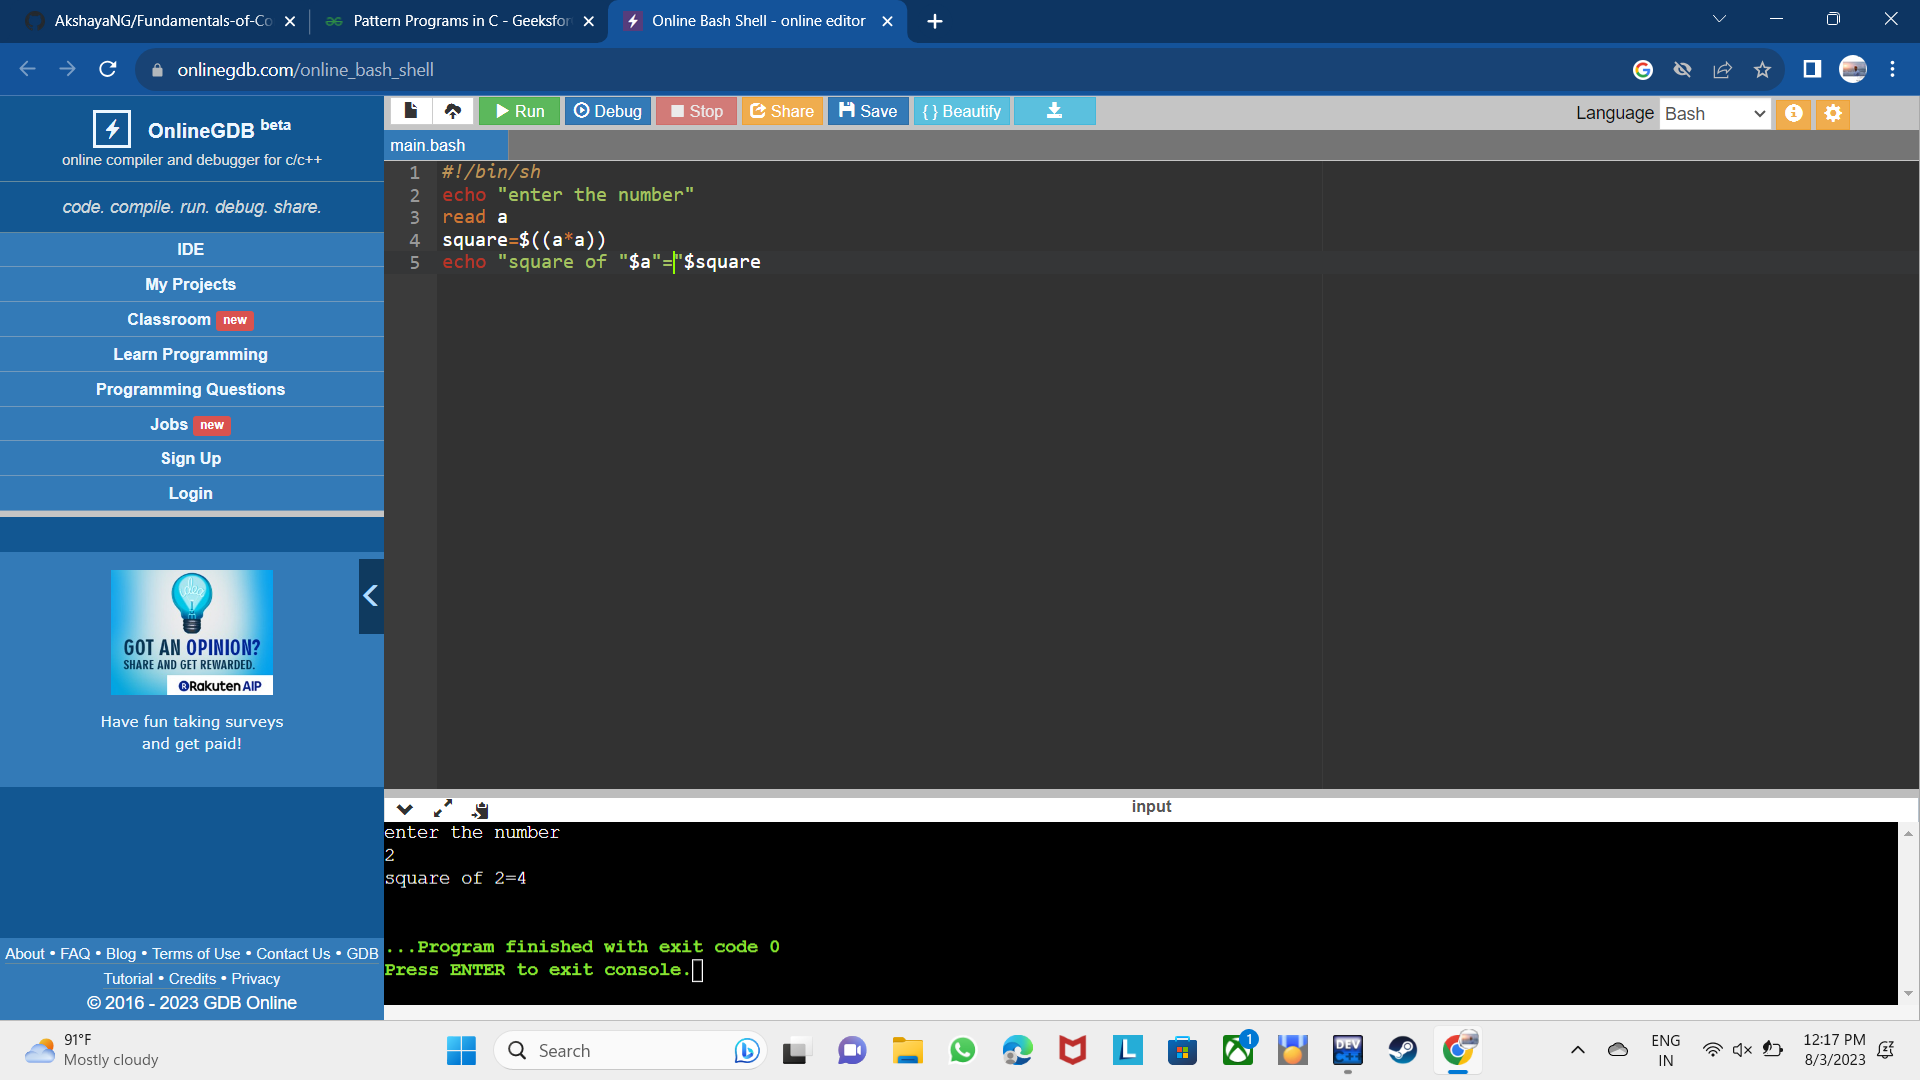 AkshayaNG/Fundamentals-of-Co
Pattern Programs in C - Geeksfor
Online Bash Shell - online editor
onlinegdb.com/online_bash_shell
OnlineGDB beta
online compiler and debugger for c/c++
code. compile. run. debug. share.
IDE
My Projects
Classroom new
Learn Programming
Programming Questions
Jobs new
Sign Up
Login
idea
GOT AN OPINION?
SHARE AND GET REWARDED.
Rakuten AIP
Have fun taking surveys
and get paid!
About • FAQ • Blog • Terms of Use • Contact Us • GDB
Tutorial • Credits • Privacy
© 2016 - 2023 GDB Online
Run Debug Stop Share Save { } Beautify
Language Bash
main.bash
1 #!/bin/sh
2 echo "enter the number"
3 read a
4 square=$((a*a))
5 echo "square of "$a"="$square
input
enter the number
2
square of 2=4
...Program finished with exit code 0
Press ENTER to exit console.
91°F
Mostly cloudy
Search
L
1
DEV
C++
ENG
IN
12:17 PM
8/3/2023